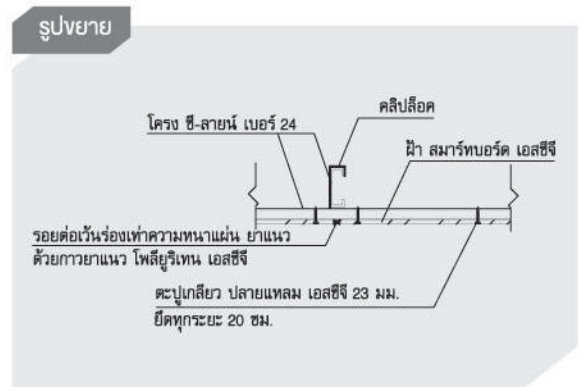 รูปขยาย
คลิปล็อค
โครง ซี-ลายน์ เบอร์ 24
ฝ้า สมาร์ทบอร์ด เอสซีจี
รอยต่อเว้นร่องเท่าความหนาแผ่น ยาแนว
ด้วยกาวยาแนว โพลียูริเทน เอสซีจี
ตะปูเกลียว ปลายแหลม เอสซีจี 23 มม.
ยึดทุกระยะ 20 ซม.